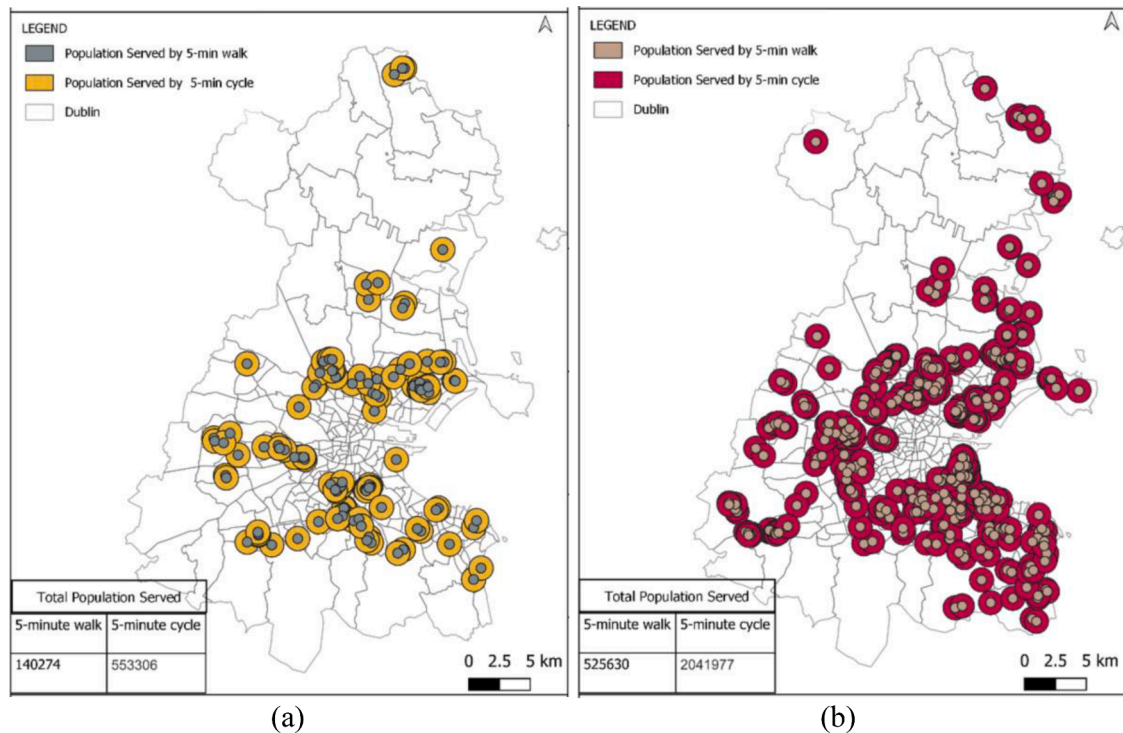 LEGEND
Population Served by 5-min walk
Population Served by 5-min cycle
Dublin
Total Population Served
5-minute walk 5-minute cycle
140274 553306
0 2.5 5 km
(a)
LEGEND
Population Served by 5-min walk
Population Served by 5-min cycle
Dublin
Total Population Served
5-minute walk 5-minute cycle
525630 2041977
0 2.5 5 km
(b)